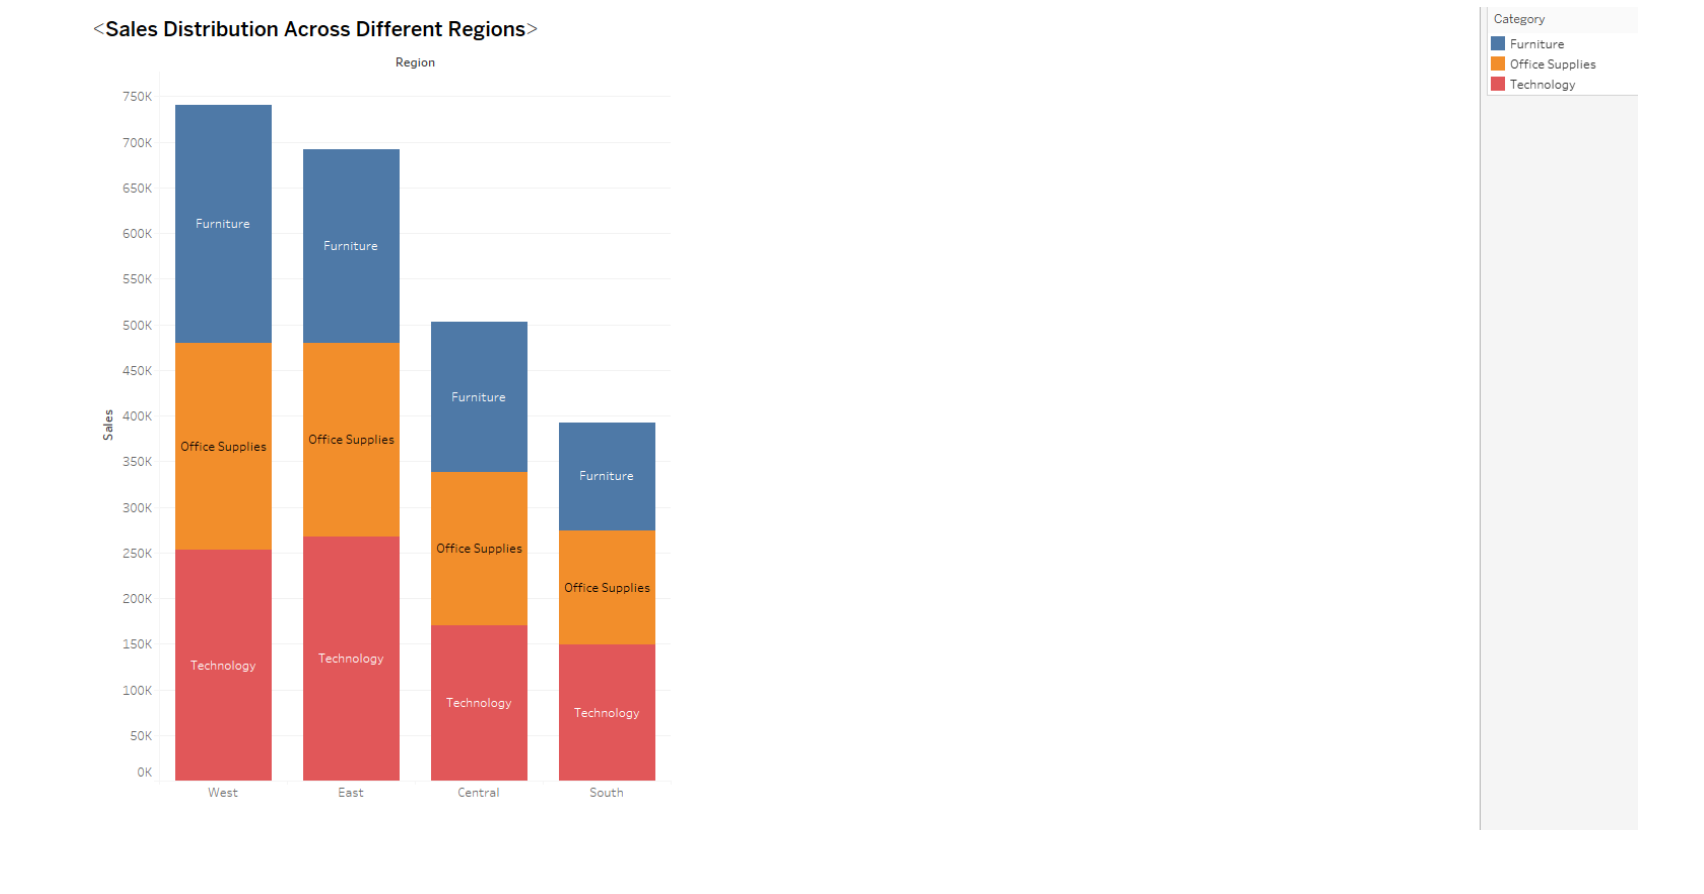 <Sales Distribution Across Different Regions>
Region
750K
700K
650K
600K
550K
500K
450K
400K
350K
300K
250K
200K
150K
100K
50K
0K
Sales
Furniture
Office Supplies
Technology
Furniture
Office Supplies
Technology
Furniture
Office Supplies
Technology
Furniture
Office Supplies
Technology
West East Central South
Category
Furniture
Office Supplies
Technology